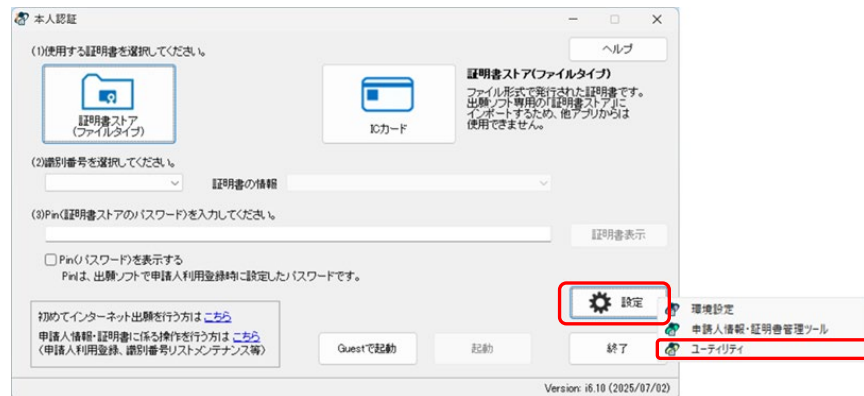 本人認証
(1)使用する証明書を選択してください。
ヘルプ
証明書ストア
(ファイルタイプ)
ICカード
証明書ストア(ファイルタイプ)
ファイル形式で発行された証明書です。
出願ソフト専用の「証明書ストア」に
インポートするため、他アプリからは
使用できません。
(2)識別番号を選択してください。
証明書の情報
(3)Pin(証明書ストアのパスワード)を入力してください。
証明書表示
Pin(パスワード)を表示する
Pinは、出願ソフトで申請人利用登録時に設定したパスワードです。
設定
環境設定
申請人情報・証明書管理ツール
ユーティリティ
初めてインターネット出願を行う方は こちら
申請人情報・証明書に係る操作を行う方は こちら
(申請人利用登録、識別番号リストメンテナンス等)
Guestで起動
起動
終了
Version: i6.10 (2025/07/02)